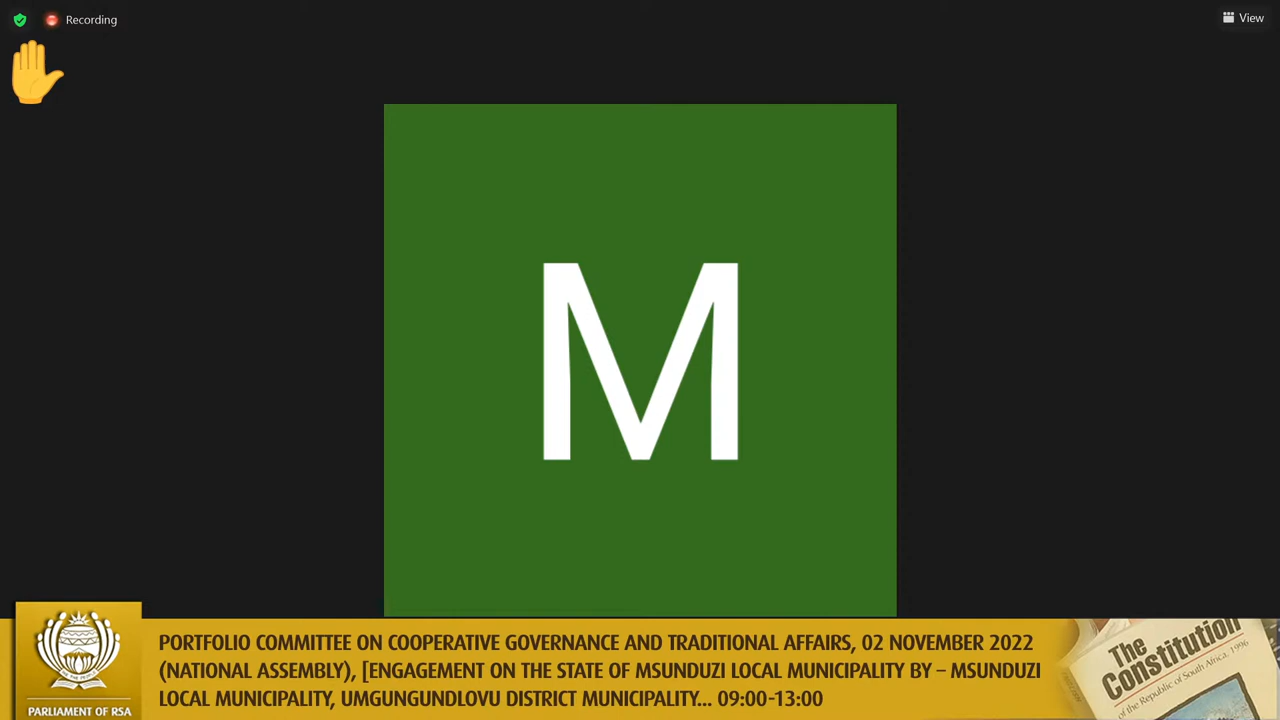 Recording
View
M
PORTFOLIO COMMITTEE ON COOPERATIVE GOVERNANCE AND TRADITIONAL AFFAIRS, 02 NOVEMBER 2022
(NATIONAL ASSEMBLY), [ENGAGEMENT ON THE STATE OF MSUNDUZI LOCAL MUNICIPALITY BY – MSUNDUZI
LOCAL MUNICIPALITY, UMGUNGUNDLOVU DISTRICT MUNICIPALITY... 09:00-13:00
PARLIAMENT OF RSA
The
Constitution
of the Republic of South Africa, 1996